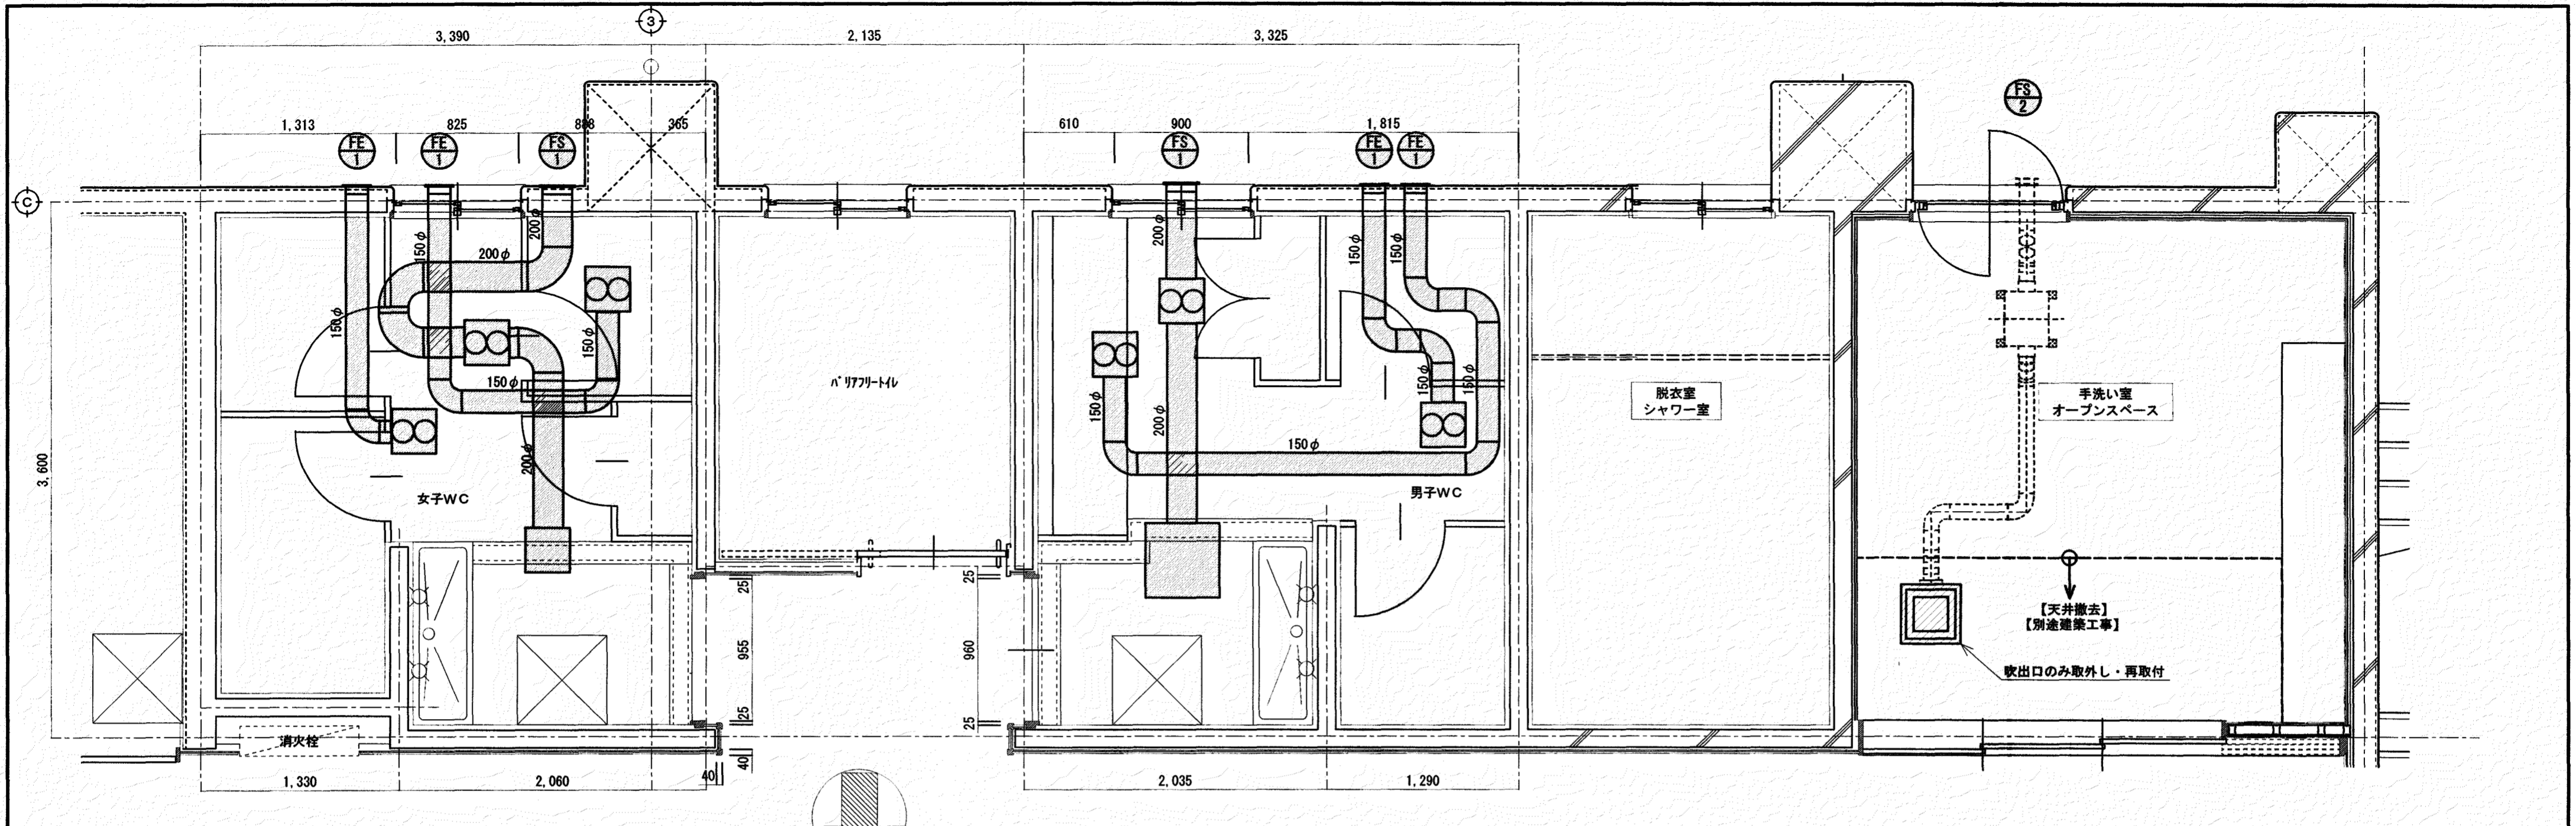 3
3,390
2,135
3,325
1,313
825
888
365
610
900
1,815
FE
1
FE
1
FS
1
FS
1
FE
1
FE
1
FS
2
C
200φ
150φ
200φ
150φ
150φ
150φ
200φ
200φ
150φ
150φ
150φ
200φ
150φ
150φ
150φ
バリアフリートイレ
脱衣室
シャワー室
手洗い室
オープンスペース
3,600
女子WC
男子WC
25
955
25
25
960
25
【天井撤去】
【別途建築工事】
吹出口のみ取外し・再取付
消火栓
40
40
1,330
2,060
2,035
1,290